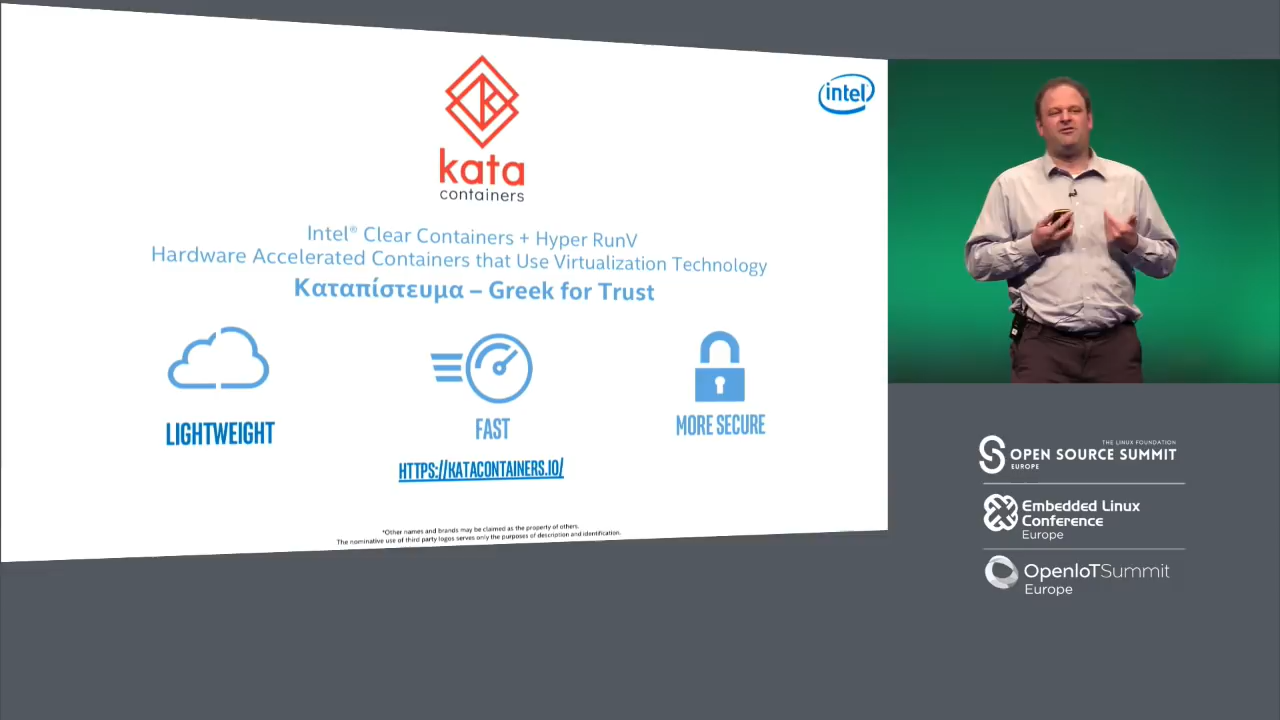 kata
containers
intel
Intel® Clear Containers + Hyper RunV
Hardware Accelerated Containers that Use Virtualization Technology
Καταπίστευμα – Greek for Trust
LIGHTWEIGHT
FAST
MORE SECURE
HTTPS://KATACONTAINERS.IO/
*Other names and brands may be claimed as the property of others.
The nominative use of third party logos serves only the purposes of description and identification.
THE LINUX FOUNDATION
OPEN SOURCE SUMMIT
EUROPE
Embedded Linux
Conference
Europe
OpenIoTSummit
Europe